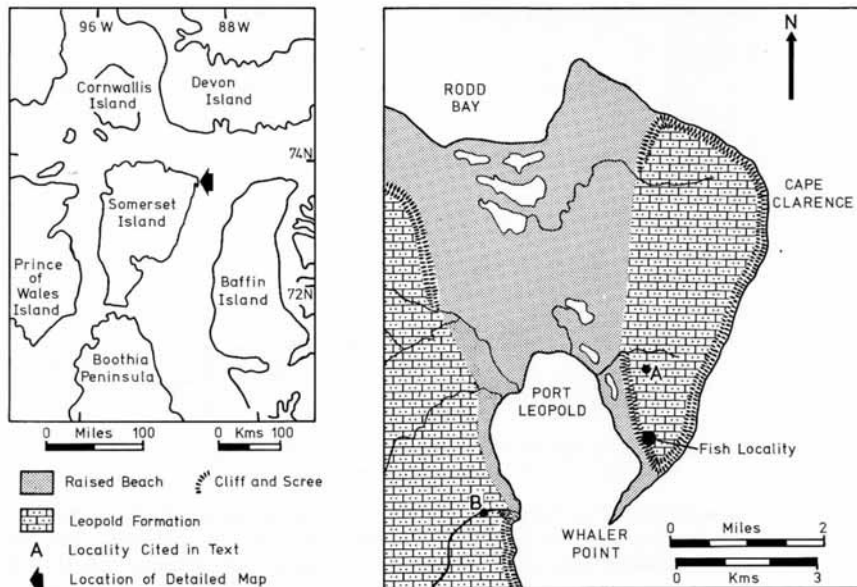 96 W
88 W
Cornwallis
Island
Devon
Island
74N
Somerset
Island
Prince
of
Wales
Island
Baffin
Island
72N
Boothia
Peninsula
0 Miles 100
0 Kms 100
Raised Beach
Cliff and Scree
Leopold Formation
A Locality Cited in Text
Location of Detailed Map
N
RODD
BAY
CAPE
CLARENCE
A
PORT
LEOPOLD
Fish Locality
B
WHALER
POINT
0 Miles 2
0 Kms 3